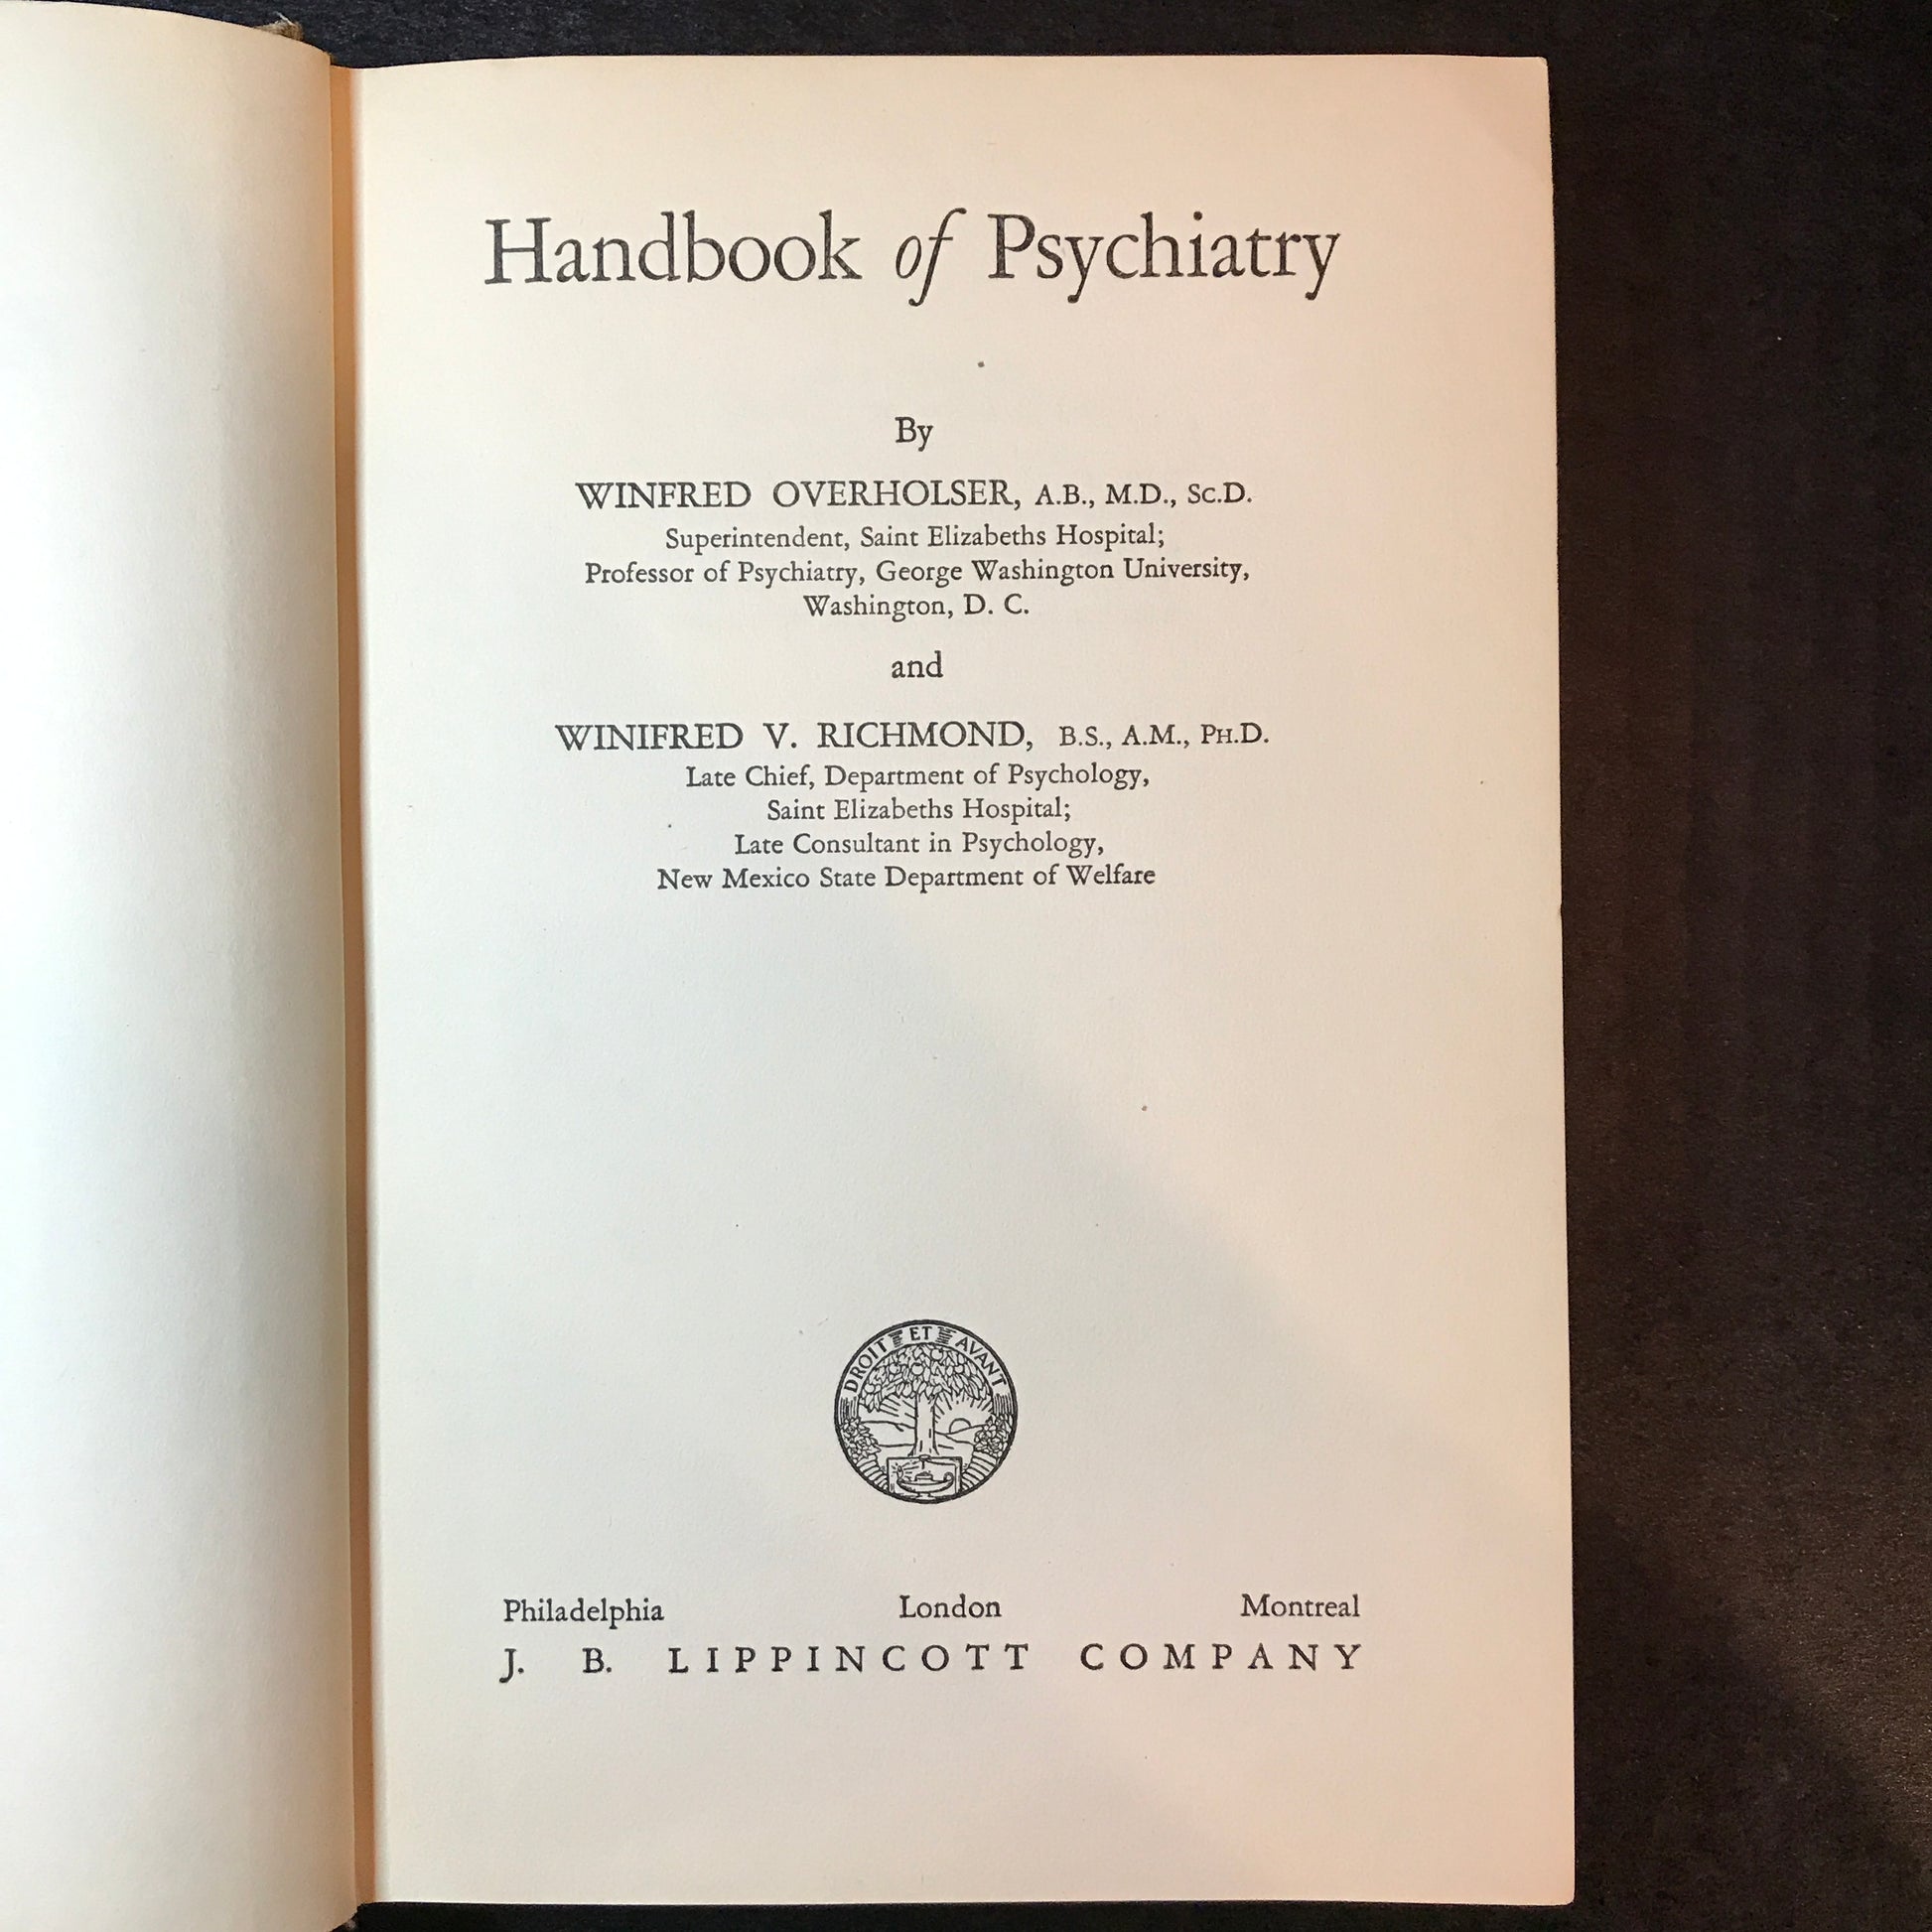 Handbook of Psychiatry
By
WINFRED OVERHOLSER, A.B., M.D., Sc.D.
Superintendent, Saint Elizabeths Hospital;
Professor of Psychiatry, George Washington University,
Washington, D. C.
and
WINIFRED V. RICHMOND, B.S., A.M., PH.D.
Late Chief, Department of Psychology,
Saint Elizabeths Hospital;
Late Consultant in Psychology,
New Mexico State Department of Welfare
DROIT ET AVANT
Philadelphia London Montreal
J. B. LIPPINCOTT COMPANY